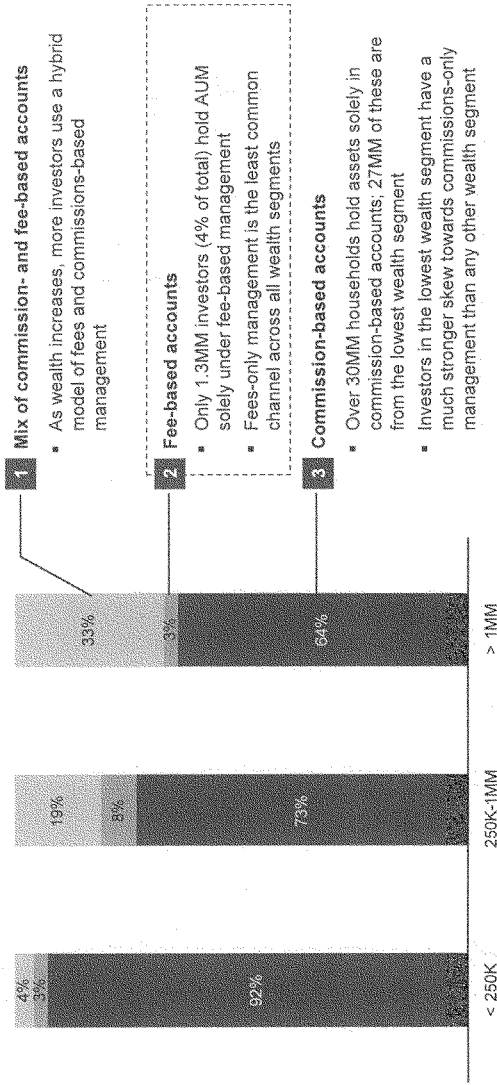 4%
3%
92%
< 250K
19%
8%
73%
250K-1MM
33%
3%
64%
> 1MM
1 Mix of commission- and fee-based accounts
▪ As wealth increases, more investors use a hybrid
model of fees and commissions-based
management
2 Fee-based accounts
▪ Only 1.3MM investors (4% of total) hold AUM
solely under fee-based management
▪ Fees-only management is the least common
channel across all wealth segments
3 Commission-based accounts
▪ Over 30MM households hold assets solely in
commission-based accounts; 27MM of these are
from the lowest wealth segment
▪ Investors in the lowest wealth segment have a
much stronger skew towards commissions-only
management than any other wealth segment